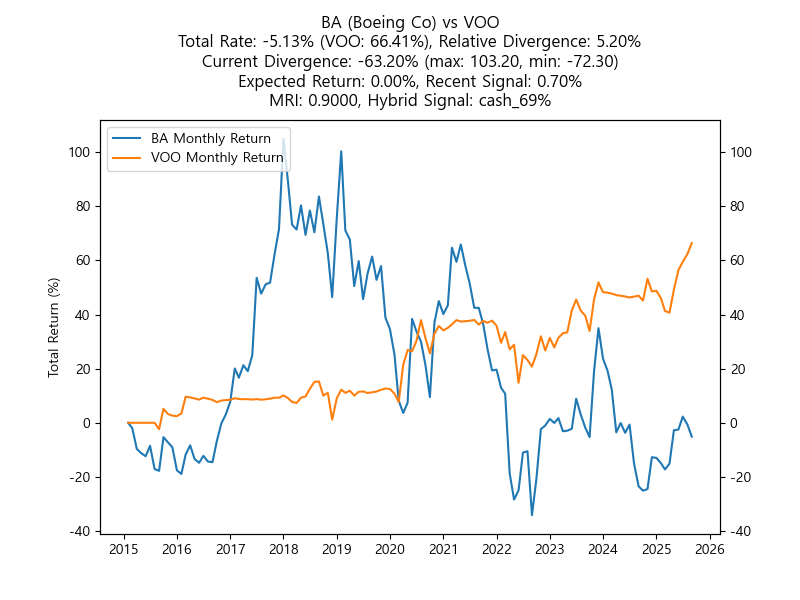 BA (Boeing Co) vs VOO
Total Rate: -5.13% (VOO: 66.41%), Relative Divergence: 5.20%
Current Divergence: -63.20% (max: 103.20, min: -72.30)
Expected Return: 0.00%, Recent Signal: 0.70%
MRI: 0.9000, Hybrid Signal: cash_69%
BA Monthly Return
VOO Monthly Return
Total Return (%)
100 100
80 80
60 60
40 40
20 20
0 0
-20 -20
-40 -40
2015 2016 2017 2018 2019 2020 2021 2022 2023 2024 2025 2026